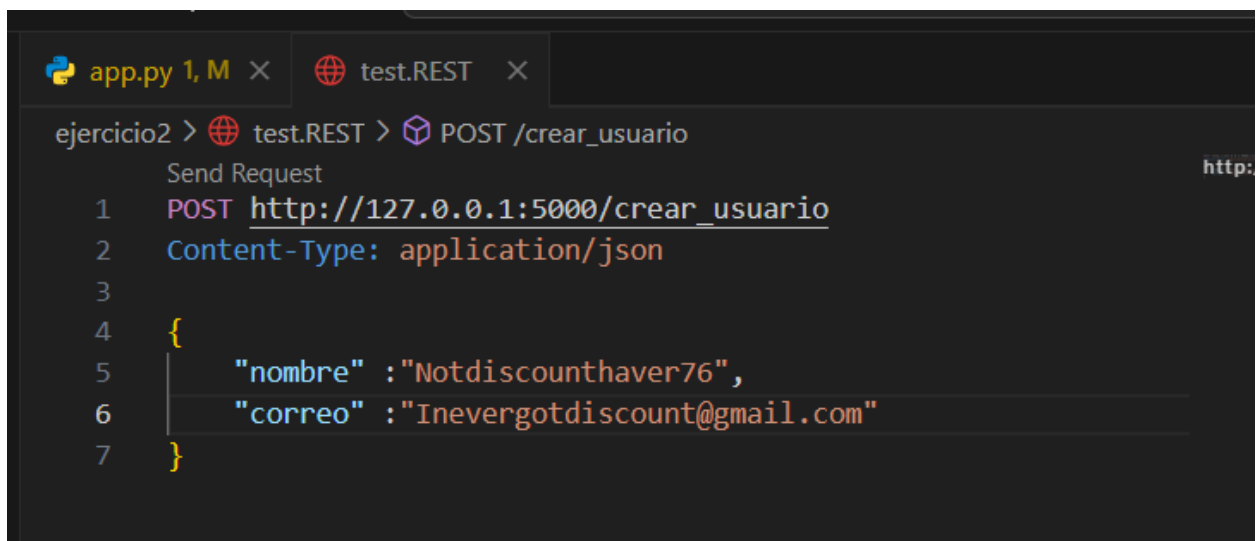 app.py 1, M ×  test.REST ×
ejercicio2 > test.REST > POST /crear_usuario
Send Request
http:/
1 POST http://127.0.0.1:5000/crear_usuario
2 Content-Type: application/json
3
4 {
5 "nombre" :"Notdiscounthaver76",
6 "correo" :"Inevergotdiscount@gmail.com"
7 }